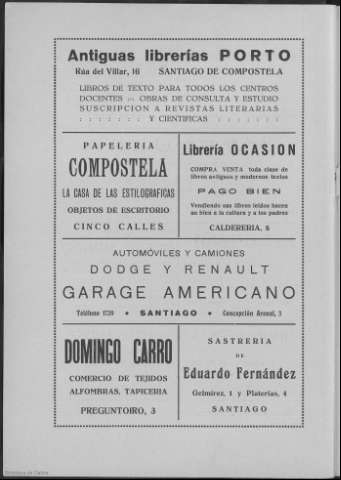 Antiguas librerías PORTO
Rúa del Villar, 16 SANTIAGO DE COMPOSTELA
LIBROS DE TEXTO PARA TODOS LOS CENTROS
DOCENTES OBRAS DE CONSULTA Y ESTUDIO
SUSCRIPCION A REVISTAS LITERARIAS
: : : : : : : Y CIENTIFICAS : : : : : : :
PAPELERIA
COMPOSTELA
LA CASA DE LAS ESTILOGRAFICAS
OBJETOS DE ESCRITORIO
CINCO CALLES
Librería OCASION
COMPRA VENTA toda clase de
libros antiguos y modernos textos
PAGO BIEN
Vendiendo sus libros leídos hacen
un bien a la cultura y a los padres
CALDERERIA, 8
AUTOMÓVILES Y CAMIONES
DODGE Y RENAULT
GARAGE AMERICANO
Teléfono 1729 • SANTIAGO • Concepción Arenal, 3
DOMINGO CARRO
COMERCIO DE TEJIDOS
ALFOMBRAS, TAPICERIA
PREGUNTOIRO, 3
SASTRERIA
DE
Eduardo Fernández
Gelmirez, 1 y Platerías, 4
SANTIAGO